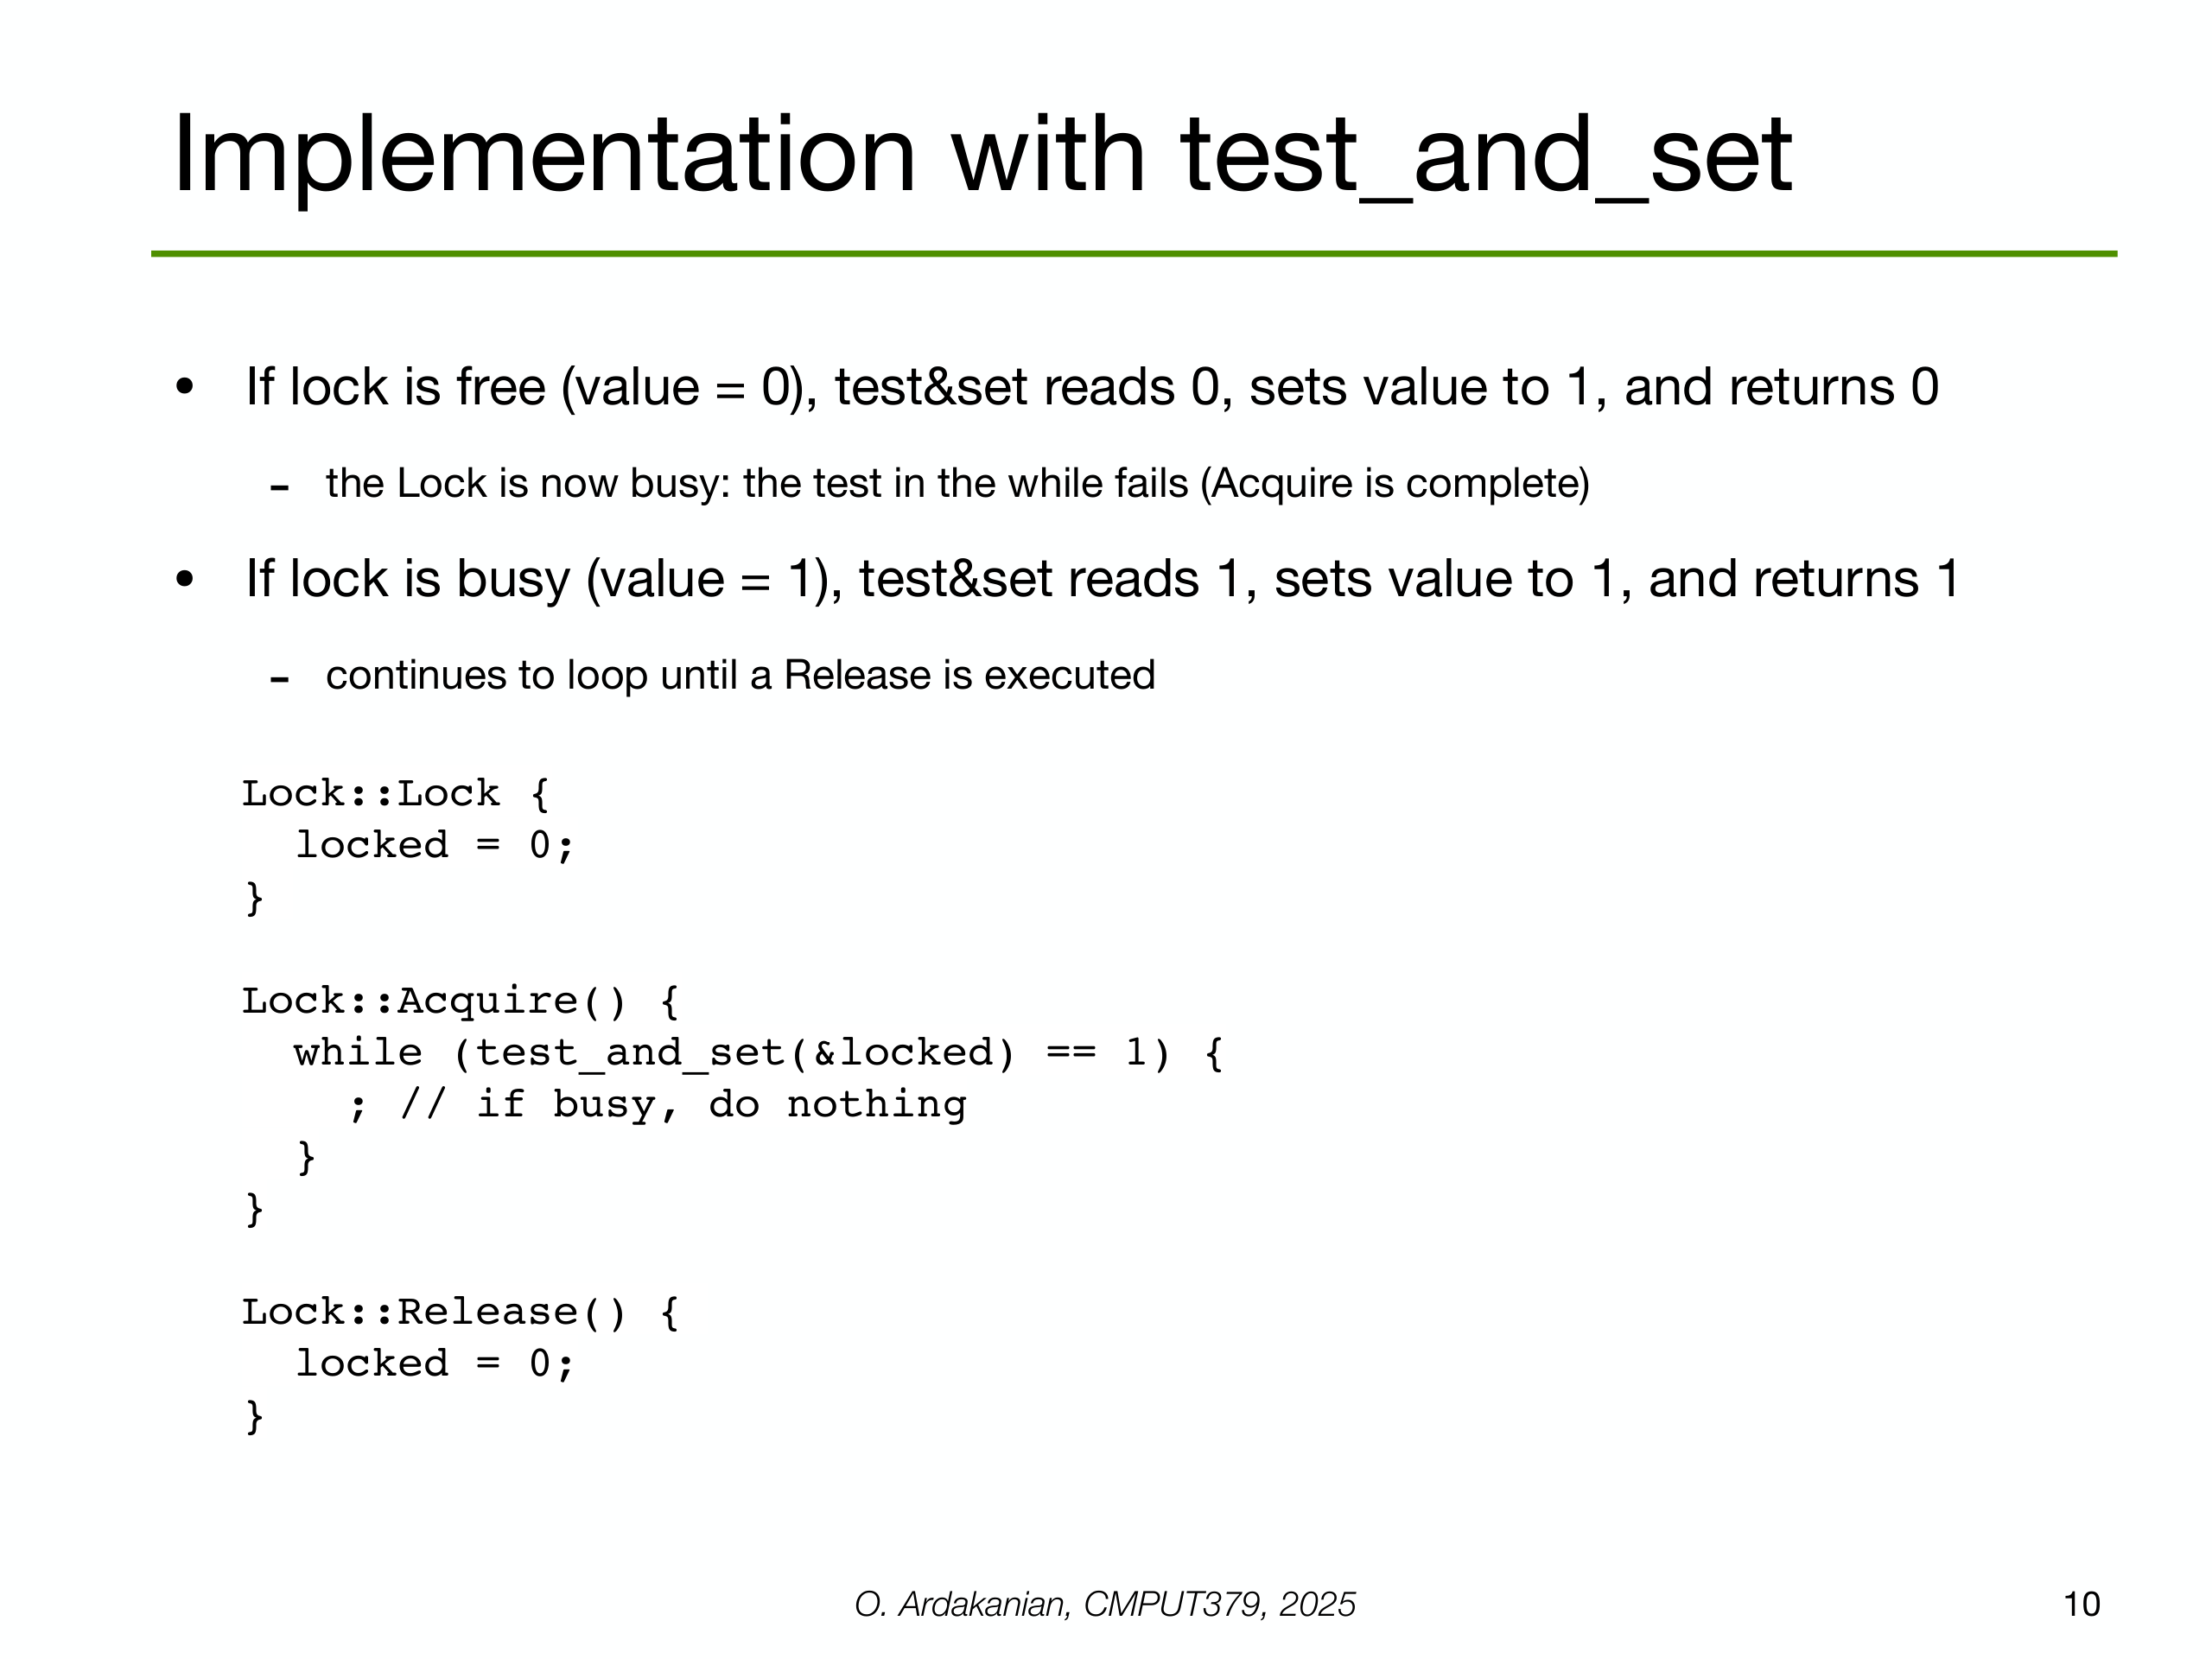 Implementation with test_and_set
• If lock is free (value = 0), test&set reads 0, sets value to 1, and returns 0
- the Lock is now busy: the test in the while fails (Acquire is complete)
• If lock is busy (value = 1), test&set reads 1, sets value to 1, and returns 1
- continues to loop until a Release is executed
Lock::Lock {
  locked = 0;
}
Lock::Acquire() {
  while (test_and_set(&locked) == 1) {
    ; // if busy, do nothing
  }
}
Lock::Release() {
  locked = 0;
}
O. Ardakanian, CMPUT379, 2025
10